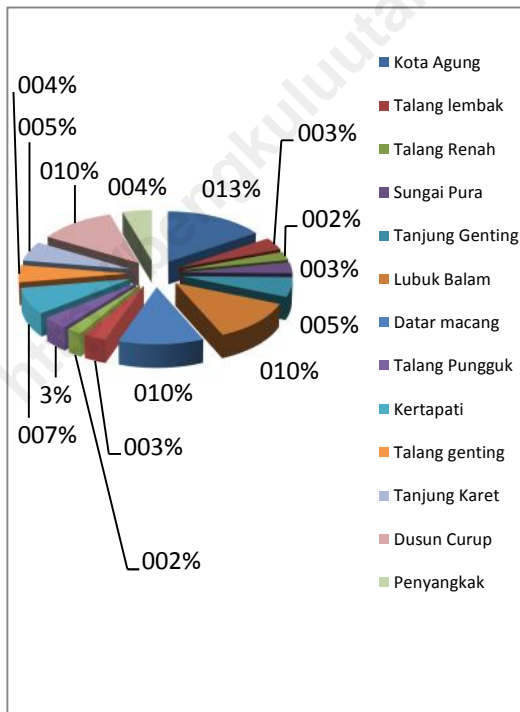 004%
005%
010%
004%
013%
003%
002%
003%
005%
010%
010%
003%
002%
3%
007%
Kota Agung
Talang lembak
Talang Renah
Sungai Pura
Tanjung Genting
Lubuk Balam
Datar macang
Talang Pungguk
Kertapati
Talang genting
Tanjung Karet
Dusun Curup
Penyangkak